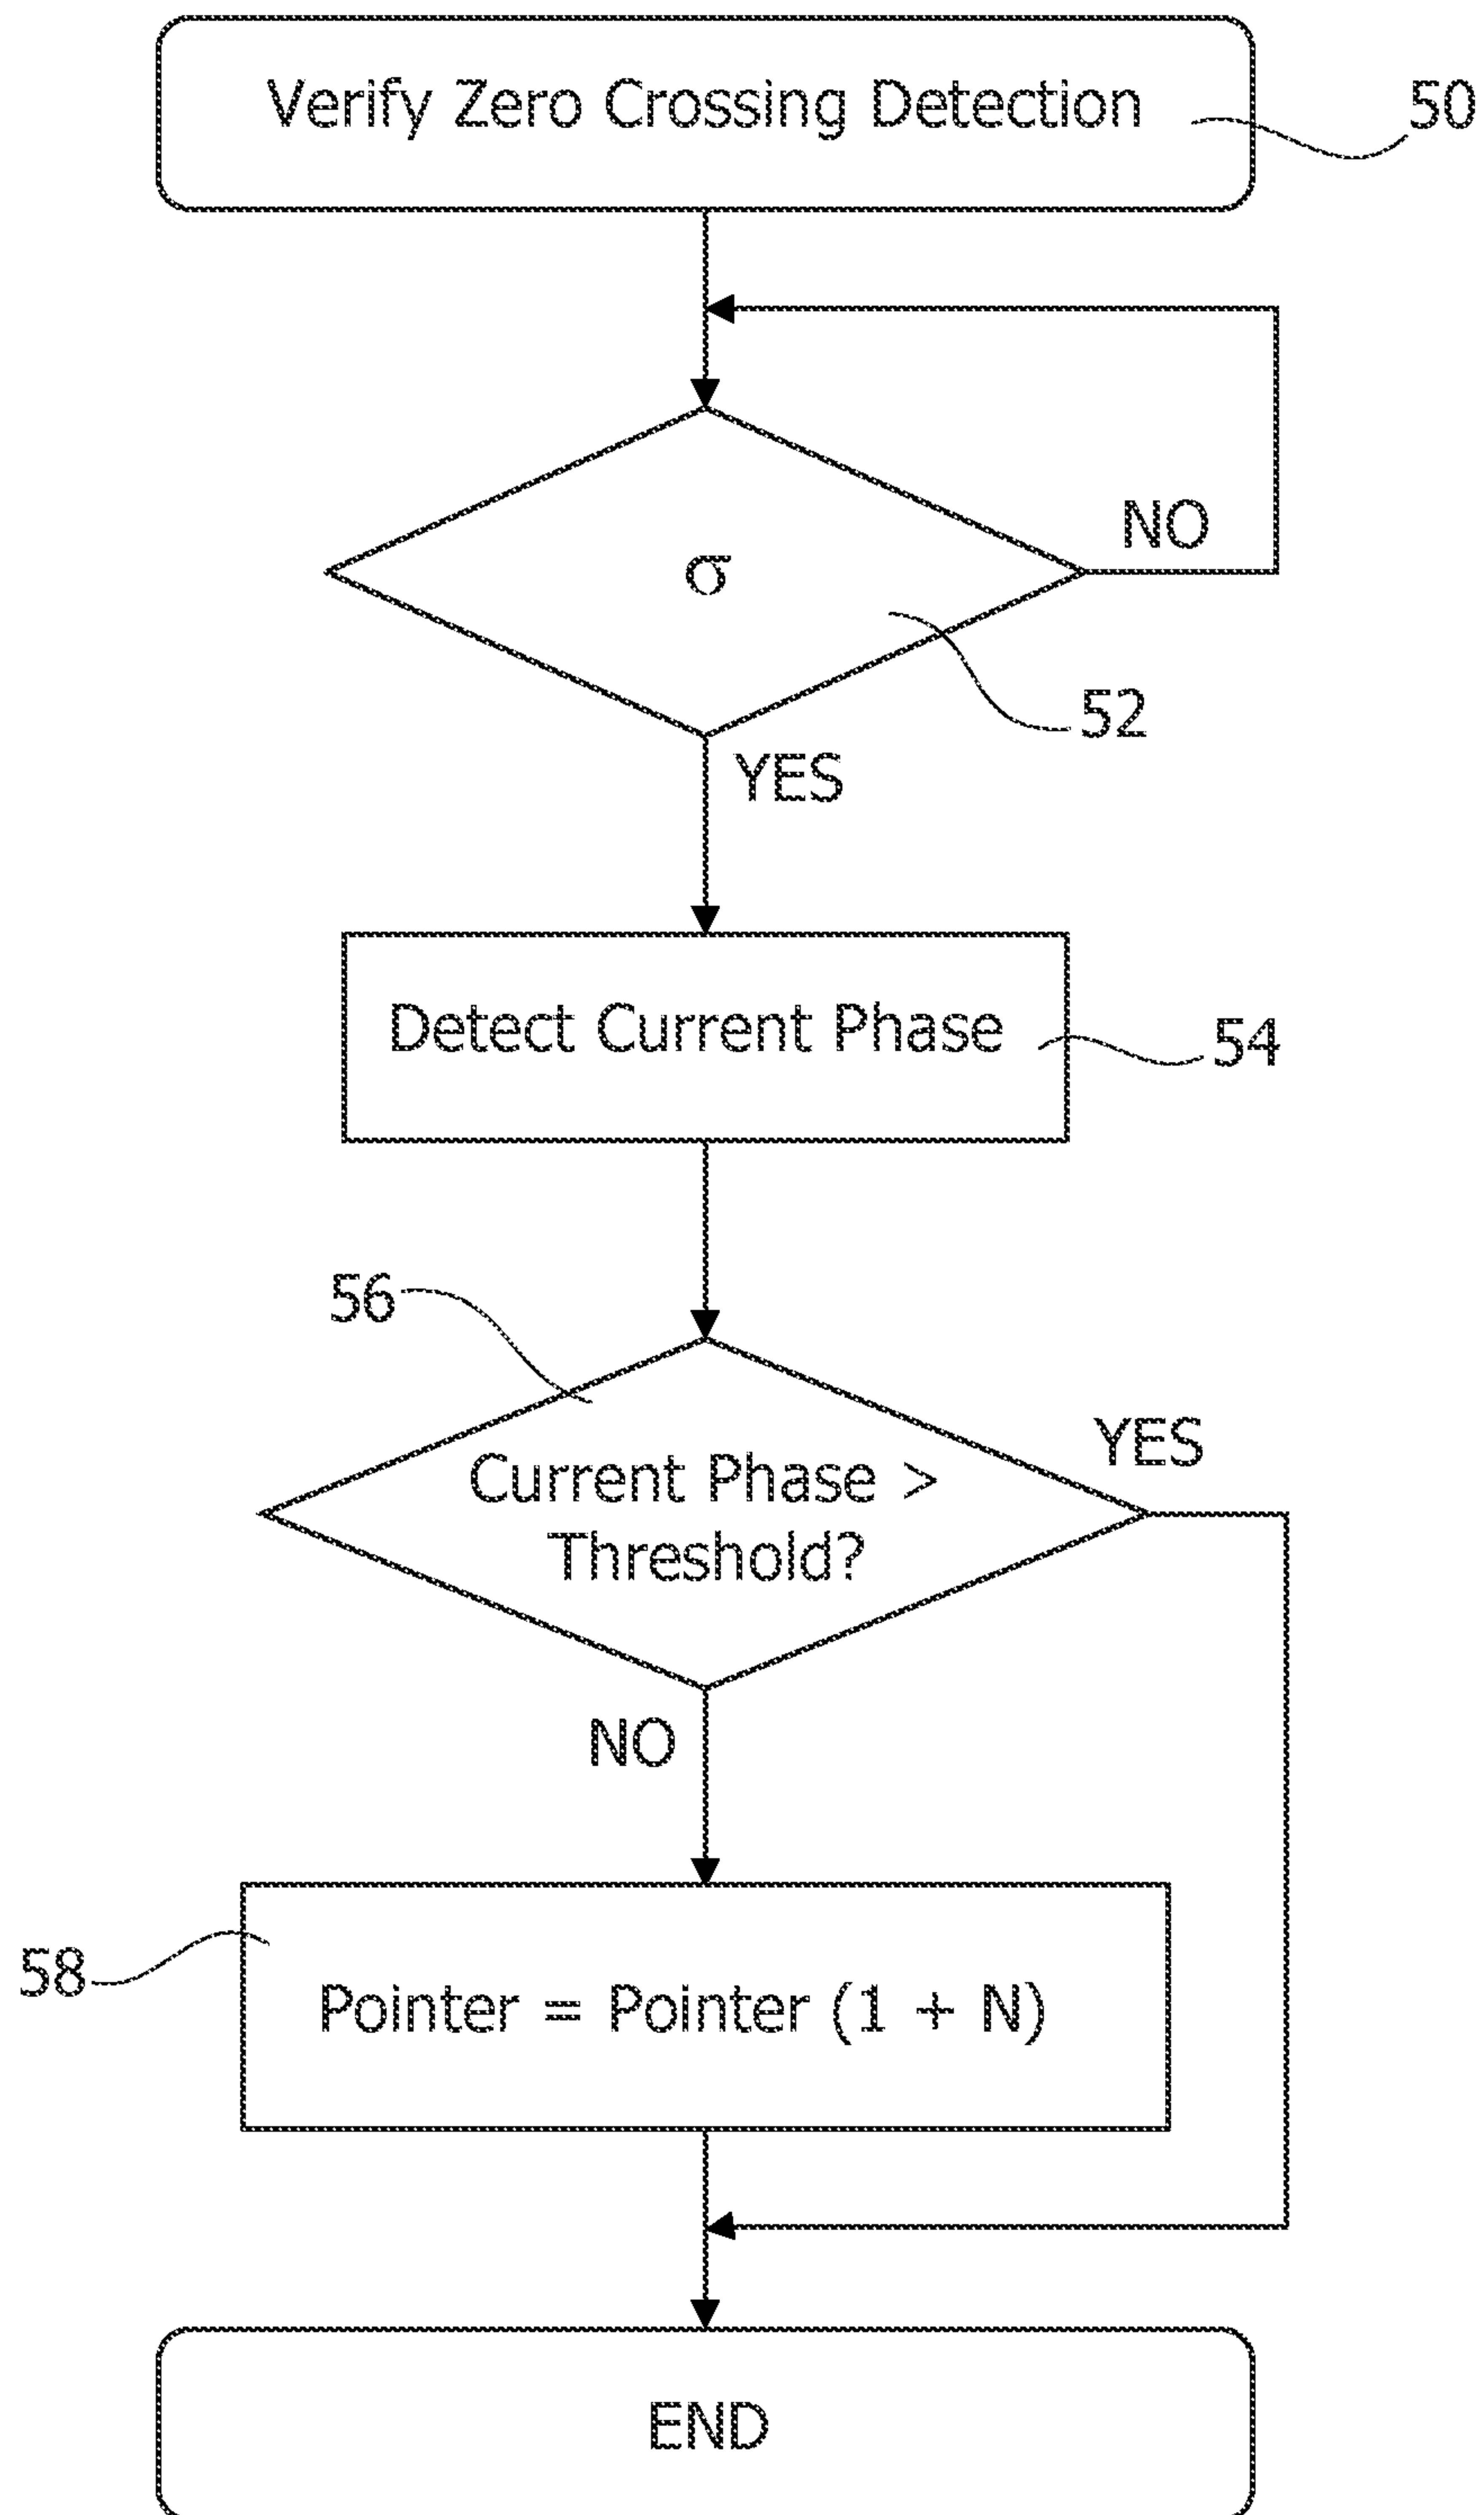 Verify Zero Crossing Detection
50
σ
NO
52
YES
Detect Current Phase
54
56
Current Phase >
Threshold?
YES
NO
58
Pointer = Pointer (1 + N)
END